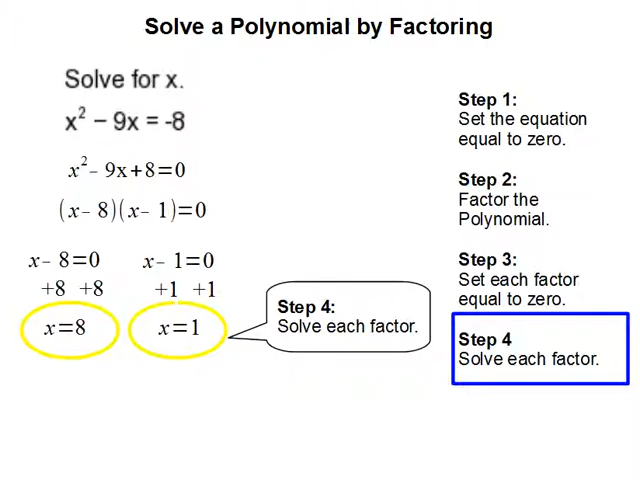 Solve a Polynomial by Factoring
Solve for x.
x² − 9x = -8
x² − 9x+8=0
(x− 8)(x− 1)=0
x− 8=0
+8 +8
x=8
x− 1=0
+1 +1
x=1
Step 4:
Solve each factor.
Step 1:
Set the equation
equal to zero.
Step 2:
Factor the
Polynomial.
Step 3:
Set each factor
equal to zero.
Step 4
Solve each factor.